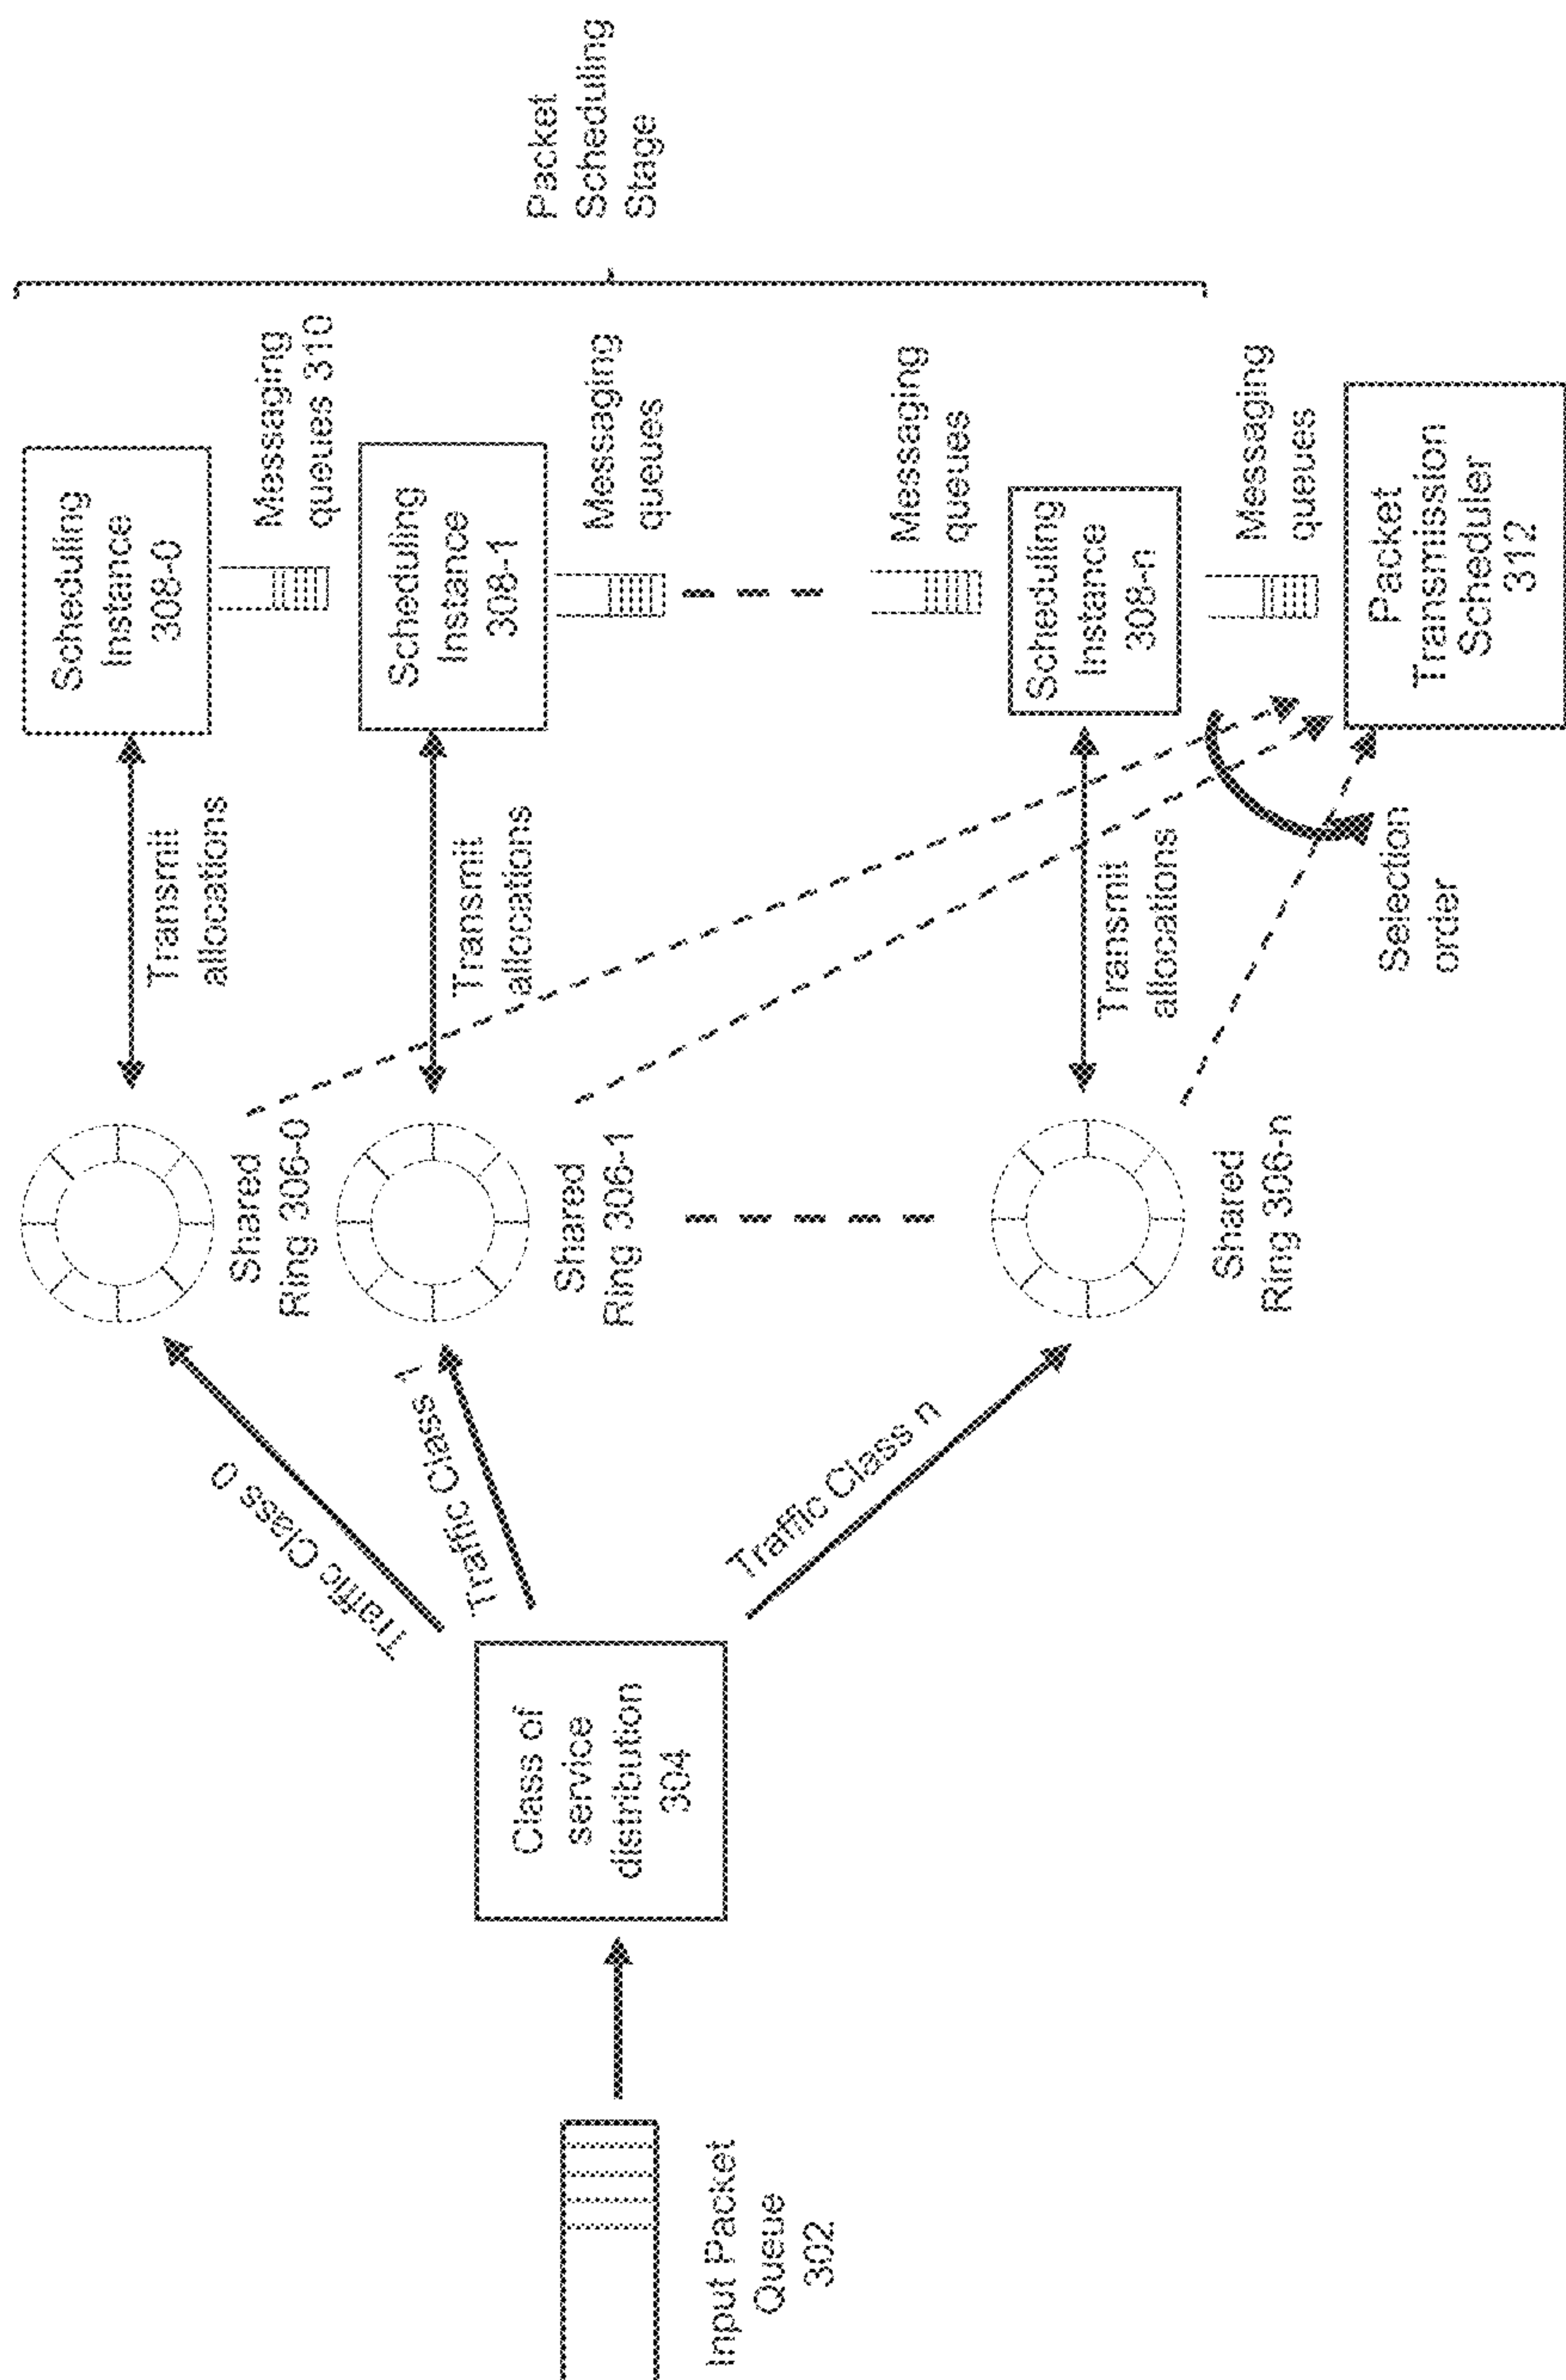 Input Packet
Queue
302
Class of
service
distribution
304
Traffic Class 0
Traffic Class 1
Traffic Class n
Shared
Ring 306-0
Shared
Ring 306-1
Shared
Ring 306-n
Transmit
allocations
Transmit
allocations
Transmit
allocations
Selection
order
Scheduling
Instance
308-0
Messaging
queues 310
Scheduling
Instance
308-1
Messaging
queues
Messaging
queues
Scheduling
Instance
308-n
Messaging
queues
Packet
Transmission
Scheduler
312
Packet
Scheduling
Stage